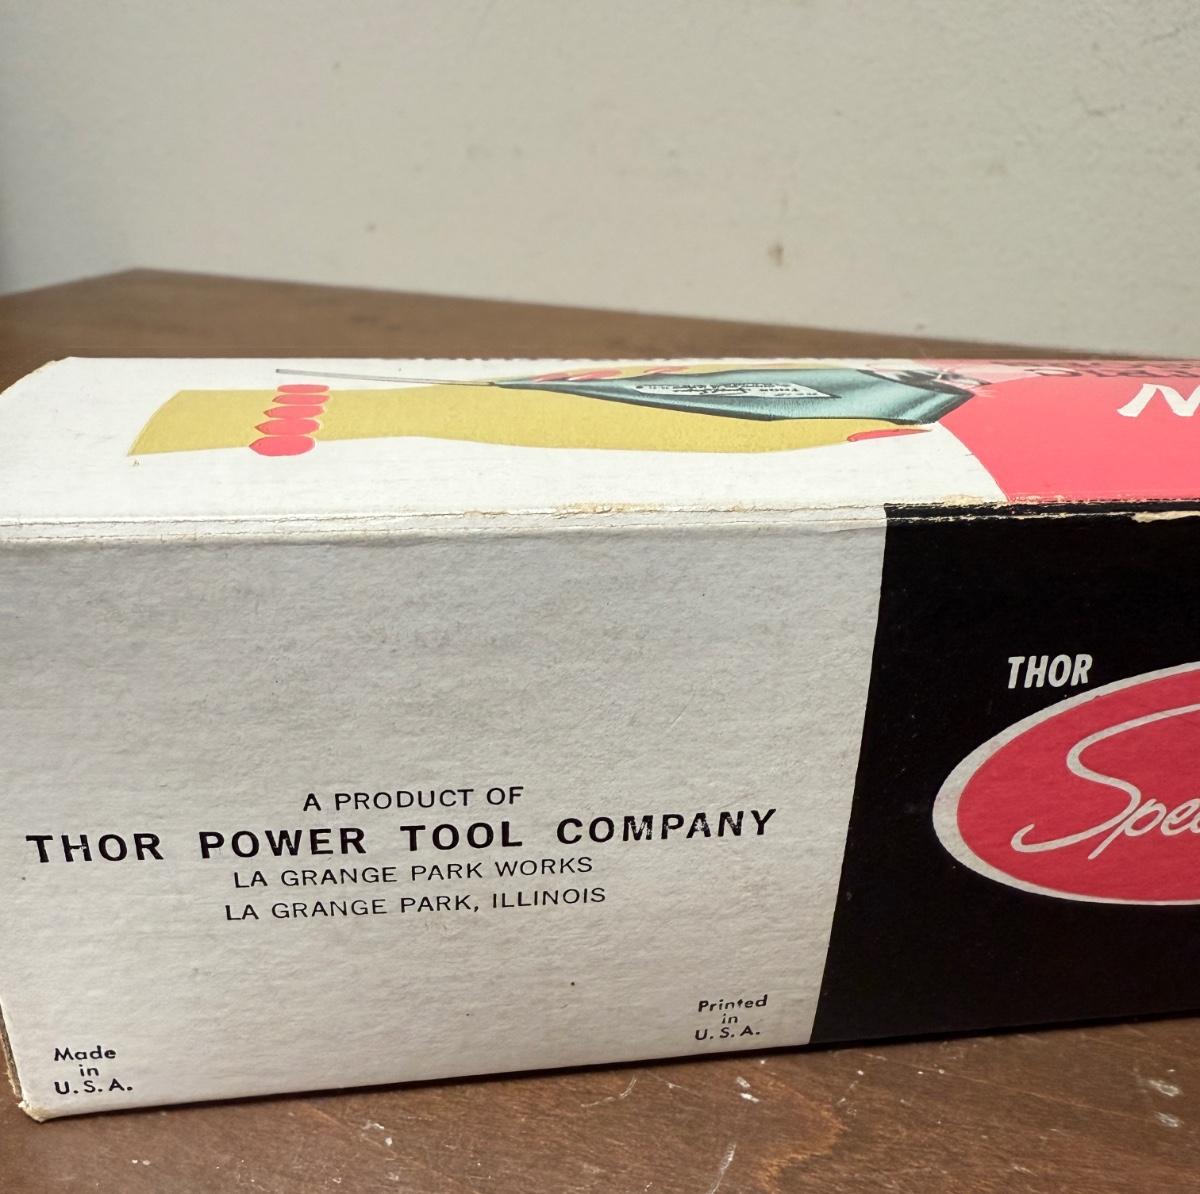 N
THOR
Spee
A PRODUCT OF
THOR POWER TOOL COMPANY
LA GRANGE PARK WORKS
LA GRANGE PARK, ILLINOIS
Printed
in
U.S.A.
Made
in
U.S.A.